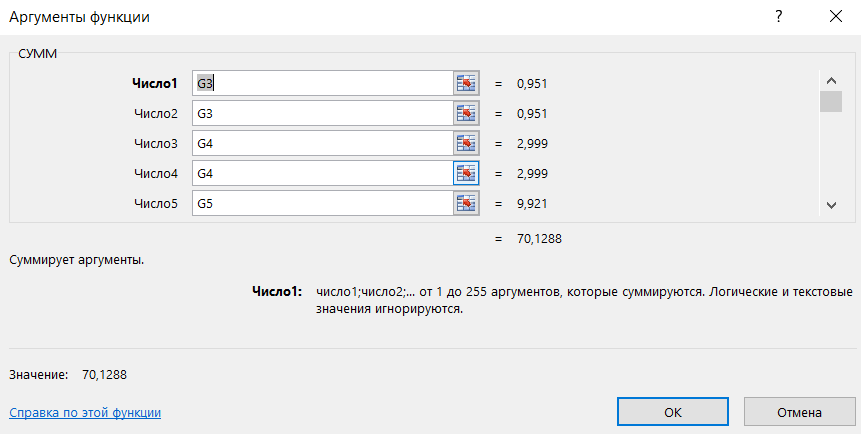 Аргументы функции ?
СУММ
Число1 G3 = 0,951
Число2 G3 = 0,951
Число3 G4 = 2,999
Число4 G4 = 2,999
Число5 G5 = 9,921
= 70,1288
Суммирует аргументы.
Число1: число1;число2;... от 1 до 255 аргументов, которые суммируются. Логические и текстовые
значения игнорируются.
Значение: 70,1288
Справка по этой функции ОК Отмена